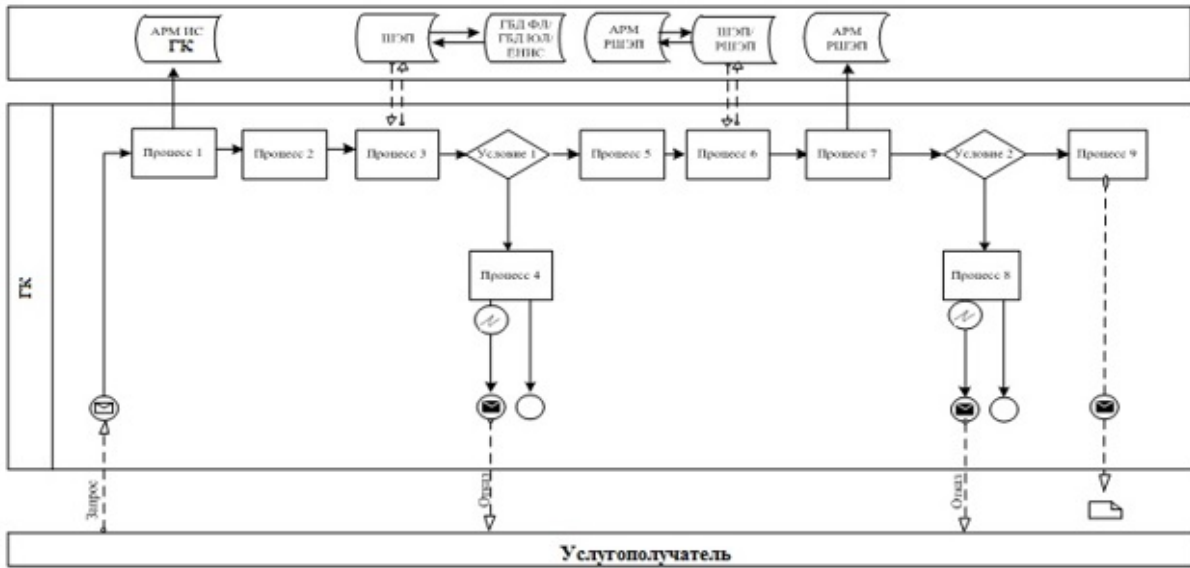 АРМ ИС
ГК
ШЭП
ГБД ФЛ/
ГБД ЮЛ/
ЕНИС
АРМ
РШЭП
ШЭП/
РШЭП
АРМ
РШЭП
ГК
Процесс 1
Процесс 2
Процесс 3
Условие 1
Процесс 5
Процесс 6
Процесс 7
Условие 2
Процесс 9
Процесс 4
Процесс 8
Запрос
Отказ
Отказ
Услугополучатель